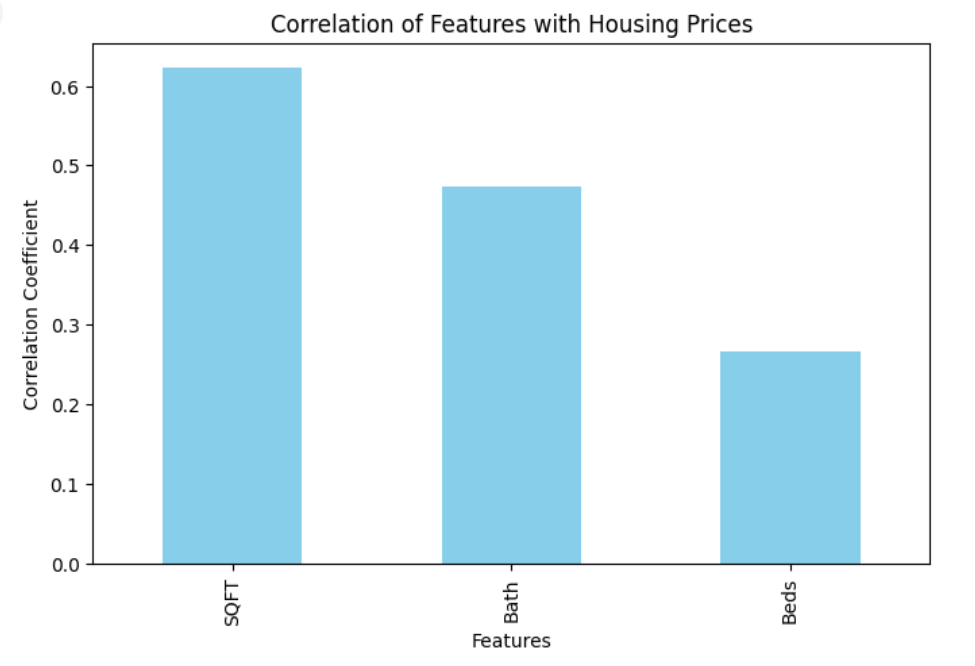 Correlation of Features with Housing Prices
Correlation Coefficient
0.6
0.5
0.4
0.3
0.2
0.1
0.0
SQFT
Bath
Beds
Features